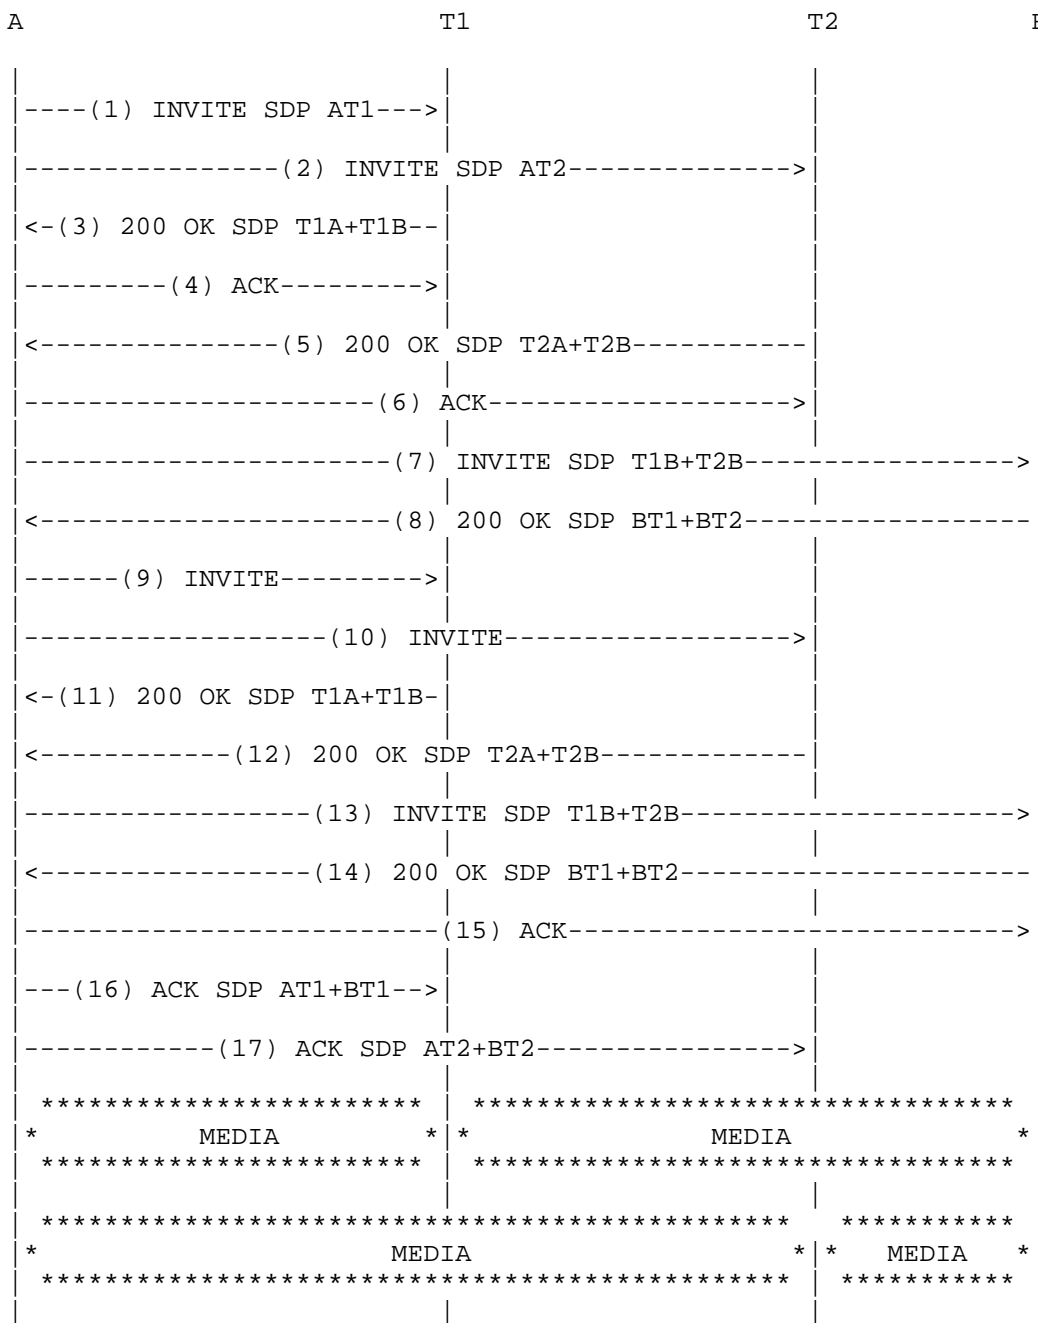 A T1 T2
(1) INVITE SDP AT1
(2) INVITE SDP AT2
(3) 200 OK SDP T1A+T1B
(4) ACK
(5) 200 OK SDP T2A+T2B
(6) ACK
(7) INVITE SDP T1B+T2B
(8) 200 OK SDP BT1+BT2
(9) INVITE
(10) INVITE
(11) 200 OK SDP T1A+T1B
(12) 200 OK SDP T2A+T2B
(13) INVITE SDP T1B+T2B
(14) 200 OK SDP BT1+BT2
(15) ACK
(16) ACK SDP AT1+BT1
(17) ACK SDP AT2+BT2
MEDIA MEDIA
MEDIA MEDIA